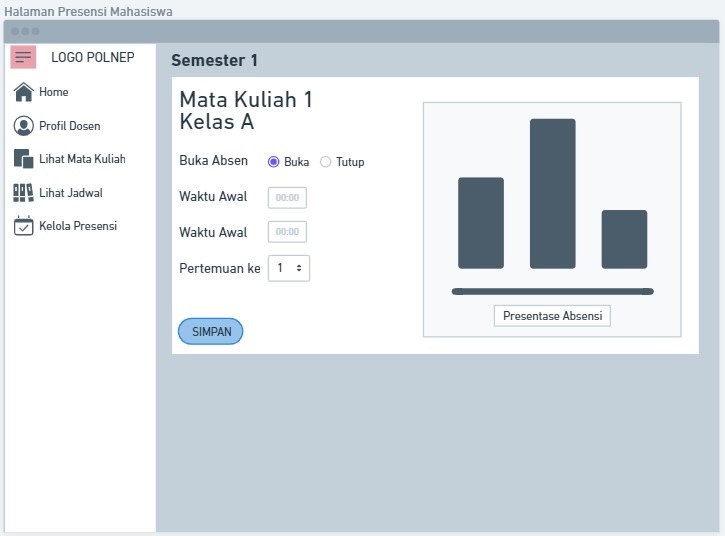 Halaman Presensi Mahasiswa
LOGO POLNEP
Home
Profil Dosen
Lihat Mata Kuliah
Lihat Jadwal
Kelola Presensi
Semester 1
Mata Kuliah 1
Kelas A
Buka Absen Buka Tutup
Waktu Awal 00:00
Waktu Awal 00:00
Pertemuan ke 1
SIMPAN
Presentase Absensi